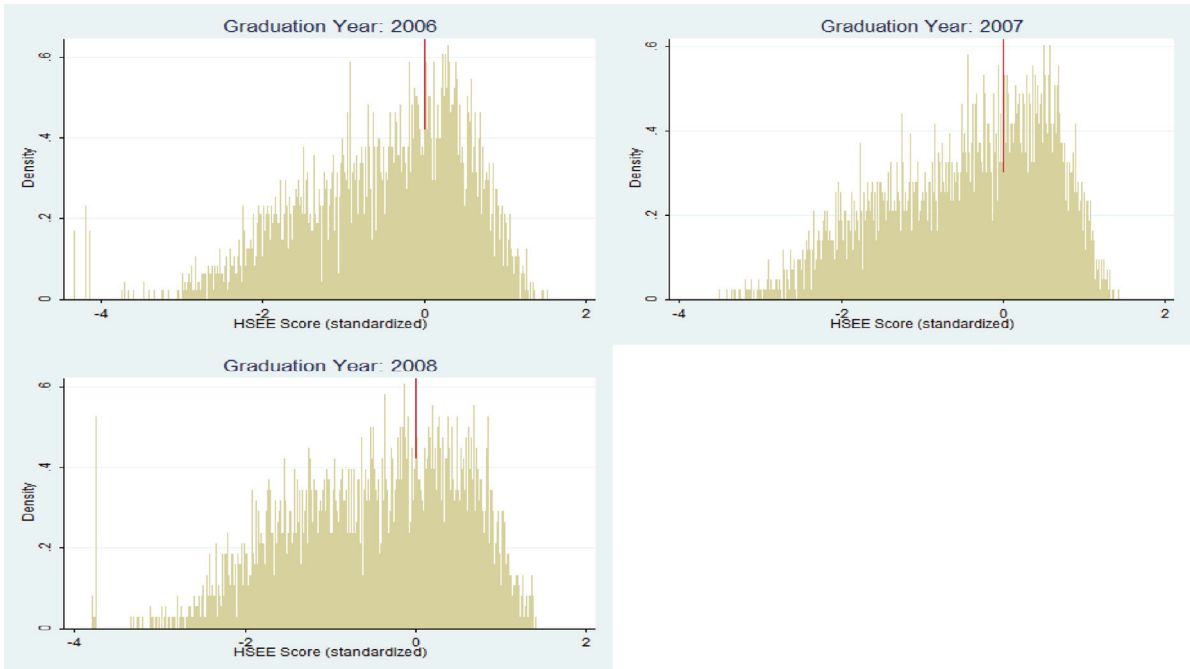 Graduation Year: 2006
Density
0
.2
.4
.6
-4
-2
0
2
HSEE Score (standardized)
Graduation Year: 2007
Density
0
.2
.4
.6
-4
-2
0
2
HSEE Score (standardized)
Graduation Year: 2008
Density
0
.2
.4
.6
-4
-2
0
2
HSEE Score (standardized)